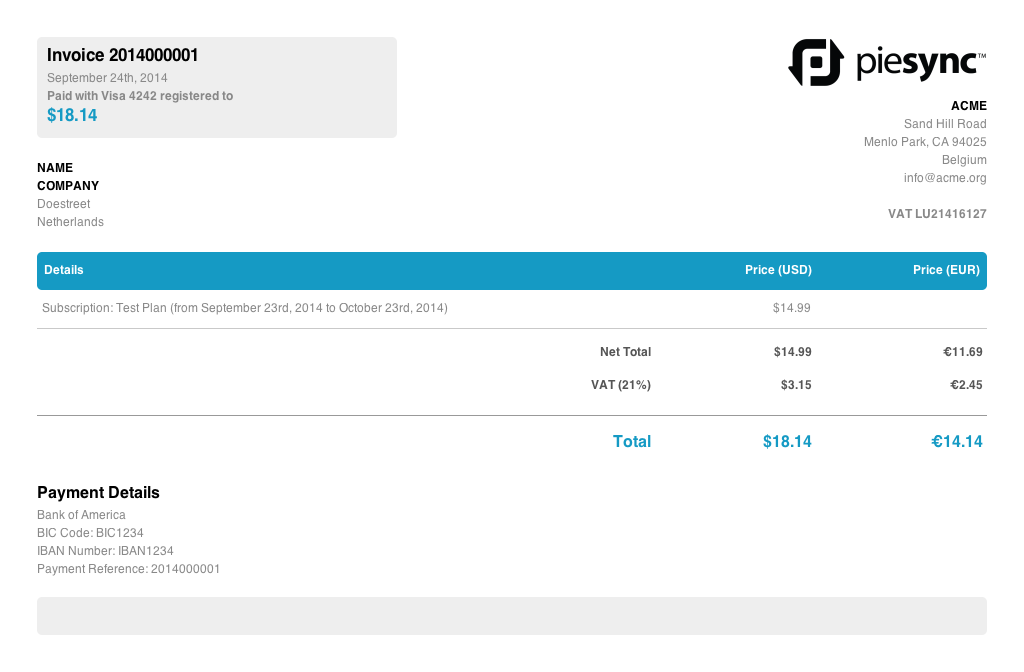 Invoice 2014000001
September 24th, 2014
Paid with Visa 4242 registered to
$18.14
piesync™
ACME
Sand Hill Road
Menlo Park, CA 94025
Belgium
info@acme.org
VAT LU21416127
NAME
COMPANY
Doestreet
Netherlands
Details Price (USD) Price (EUR)
Subscription: Test Plan (from September 23rd, 2014 to October 23rd, 2014) $14.99
Net Total $14.99 €11.69
VAT (21%) $3.15 €2.45
Total $18.14 €14.14
Payment Details
Bank of America
BIC Code: BIC1234
IBAN Number: IBAN1234
Payment Reference: 2014000001